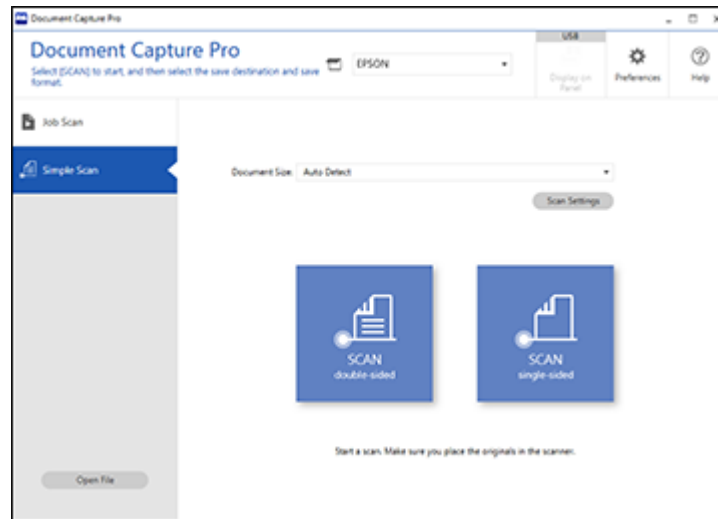 Document Capture Pro
Document Capture Pro
Select [SCAN] to start, and then select the save destination and save
format.
EPSON
USB
Display on
Panel
Preferences
Help
Job Scan
Simple Scan
Document Size:
Auto Detect
Scan Settings
SCAN
double-sided
SCAN
single-sided
Start a scan. Make sure you place the originals in the scanner.
Open File